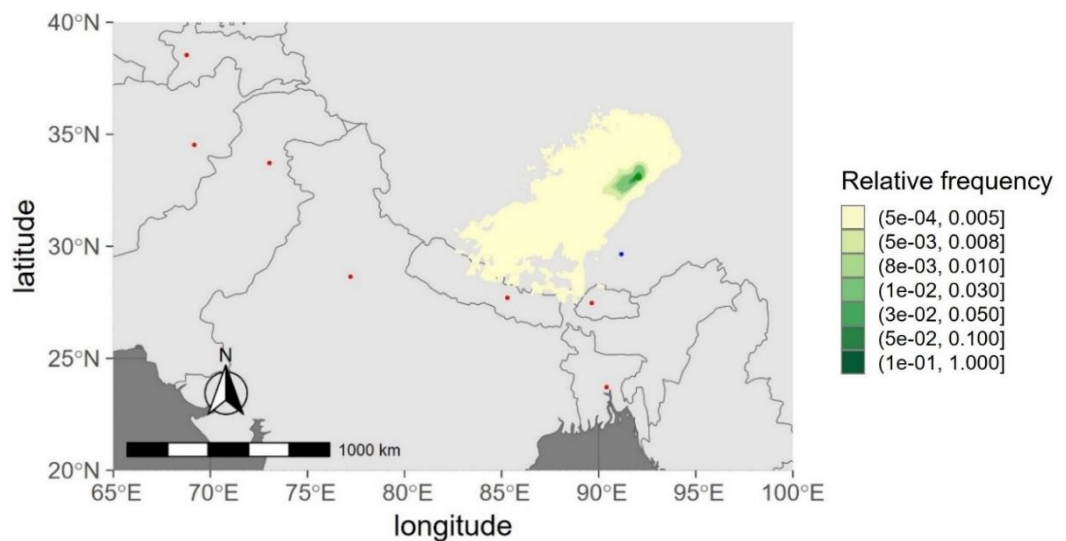 40°N
35°N
30°N
25°N
20°N
latitude
65°E 70°E 75°E 80°E 85°E 90°E 95°E 100°E
longitude
N
1000 km
Relative frequency
(5e-04, 0.005]
(5e-03, 0.008]
(8e-03, 0.010]
(1e-02, 0.030]
(3e-02, 0.050]
(5e-02, 0.100]
(1e-01, 1.000]